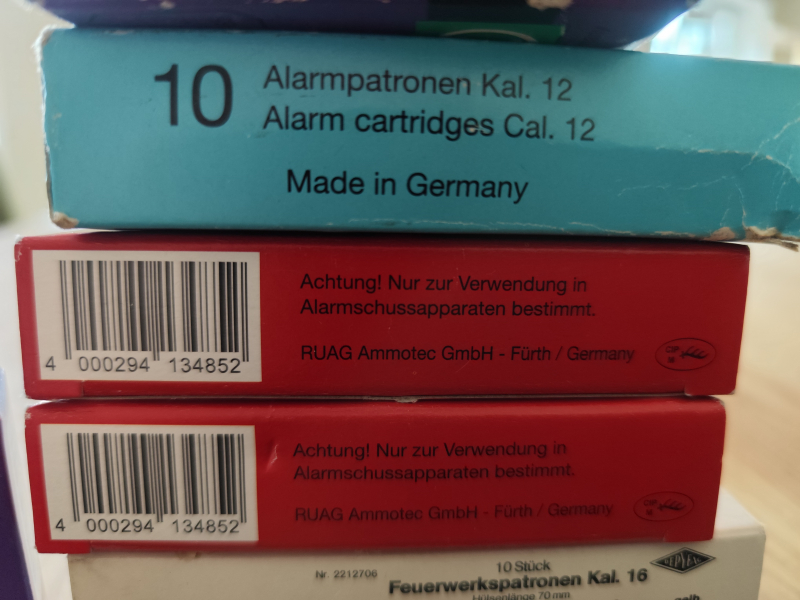 10 Alarmpatronen Kal. 12
Alarm cartridges Cal. 12
Made in Germany
Achtung! Nur zur Verwendung in
Alarmschussapparaten bestimmt.
RUAG Ammotec GmbH - Fürth / Germany
4 000294 134852
Achtung! Nur zur Verwendung in
Alarmschussapparaten bestimmt.
RUAG Ammotec GmbH - Fürth / Germany
4 000294 134852
10 Stück
Nr. 2212706
Feuerwerkspatronen Kal. 16
Hülsenlänge 70 mm